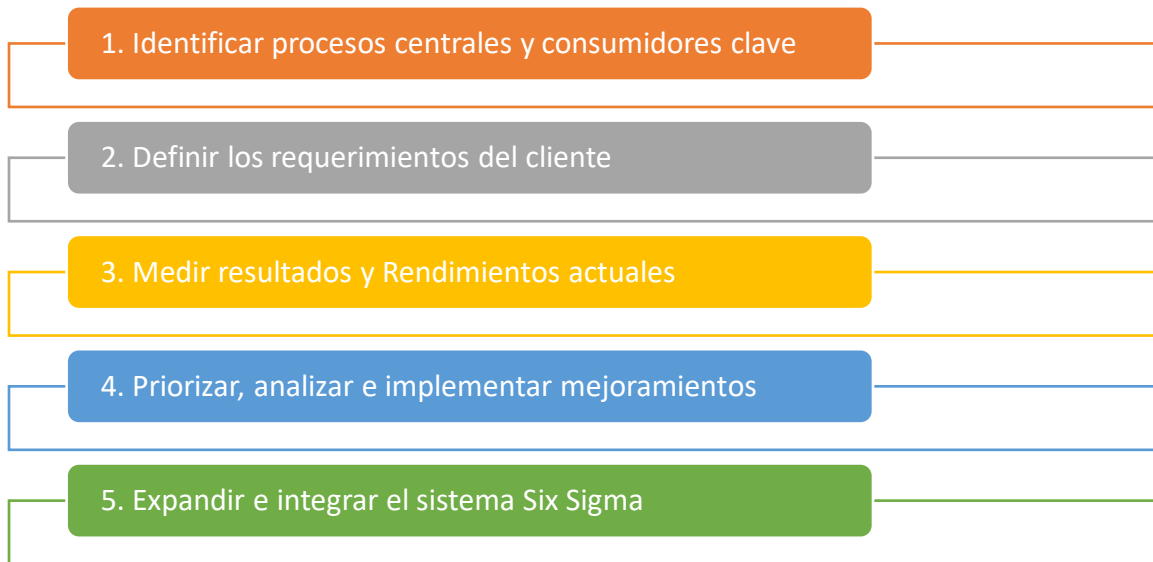 1. Identificar procesos centrales y consumidores clave
2. Definir los requerimientos del cliente
3. Medir resultados y Rendimientos actuales
4. Priorizar, analizar e implementar mejoramientos
5. Expandir e integrar el sistema Six Sigma